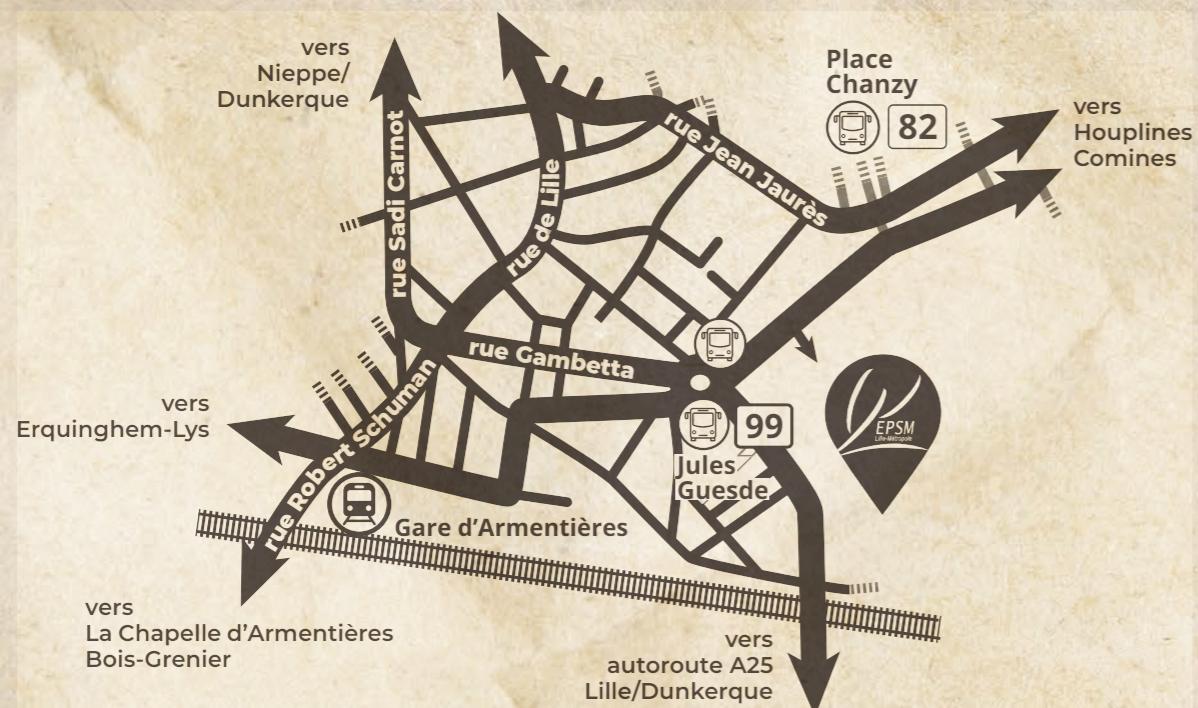 vers
Nieppe/
Dunkerque
Place
Chanzy
82
vers
Houplines
Comines
rue Sadi Carnot
rue de Lille
rue Jean Jaurès
rue Gambetta
rue Robert Schuman
vers
Erquinghem-Lys
99
Jules
Guesde
EPSM
Lille-Métropole
Gare d’Armentières
vers
La Chapelle d’Armentières
Bois-Grenier
vers
autoroute A25
Lille/Dunkerque